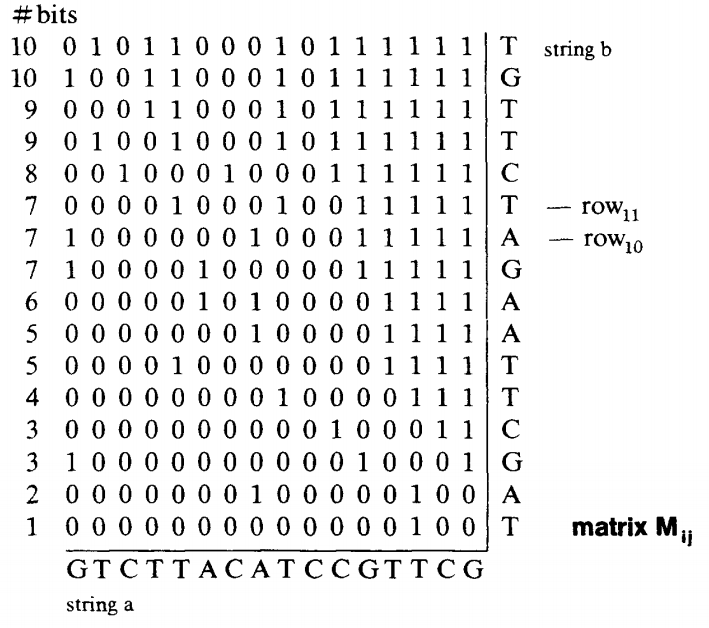 # bits
10 0 1 0 1 1 0 0 0 1 0 1 1 1 1 1 1 T string b
10 1 0 0 1 1 0 0 0 1 0 1 1 1 1 1 1 G
9 0 0 0 1 1 0 0 0 1 0 1 1 1 1 1 1 T
9 0 1 0 0 1 0 0 0 1 0 1 1 1 1 1 1 T
8 0 0 1 0 0 0 1 0 0 0 1 1 1 1 1 1 C
7 0 0 0 0 1 0 0 0 1 0 0 1 1 1 1 1 T — row₁₁
7 1 0 0 0 0 0 0 1 0 0 0 1 1 1 1 1 A — row₁₀
7 1 0 0 0 0 1 0 0 0 0 0 1 1 1 1 1 G
6 0 0 0 0 0 1 0 1 0 0 0 0 1 1 1 1 A
5 0 0 0 0 0 0 0 1 0 0 0 0 1 1 1 1 A
5 0 0 0 0 1 0 0 0 0 0 0 0 1 1 1 1 T
4 0 0 0 0 0 0 0 0 1 0 0 0 0 1 1 1 T
3 0 0 0 0 0 0 0 0 0 0 1 0 0 0 1 1 C
3 1 0 0 0 0 0 0 0 0 0 0 1 0 0 0 1 G
2 0 0 0 0 0 0 0 1 0 0 0 0 0 1 0 0 A
1 0 0 0 0 0 0 0 0 0 0 0 0 0 1 0 0 T matrix Mᵢⱼ
G T C T T A C A T C C G T T C G
string a